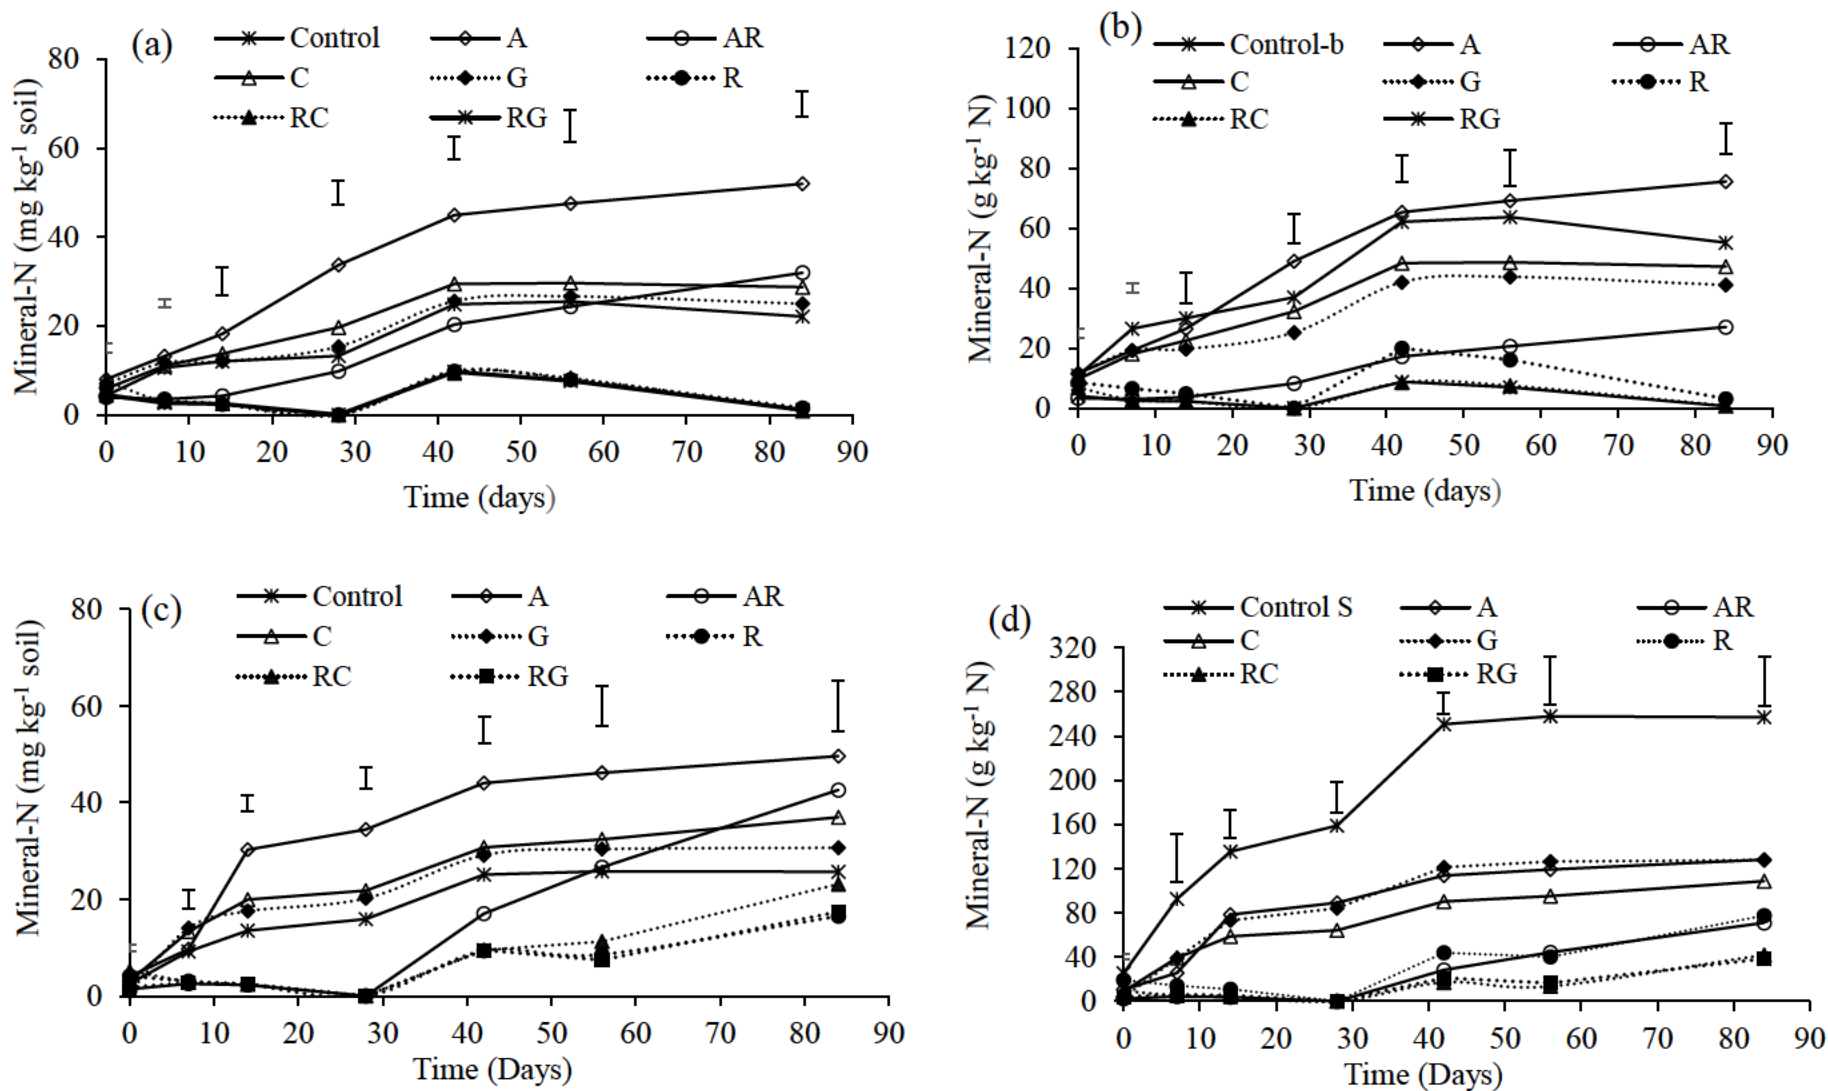 (a)
Control A AR
C G R
RC RG
Mineral-N (mg kg⁻¹ soil)
80
60
40
20
0
0 10 20 30 40 50 60 70 80 90
Time (days)
(b)
Control-b A AR
C G R
RC RG
Mineral-N (g kg⁻¹ N)
120
100
80
60
40
20
0
0 10 20 30 40 50 60 70 80 90
Time (days)
(c)
Control A AR
C G R
RC RG
Mineral-N (mg kg⁻¹ soil)
80
60
40
20
0
0 10 20 30 40 50 60 70 80 90
Time (Days)
(d)
Control S A AR
C G R
RC RG
Mineral-N (g kg⁻¹ N)
320
280
240
200
160
120
80
40
0
0 10 20 30 40 50 60 70 80 90
Time (Days)